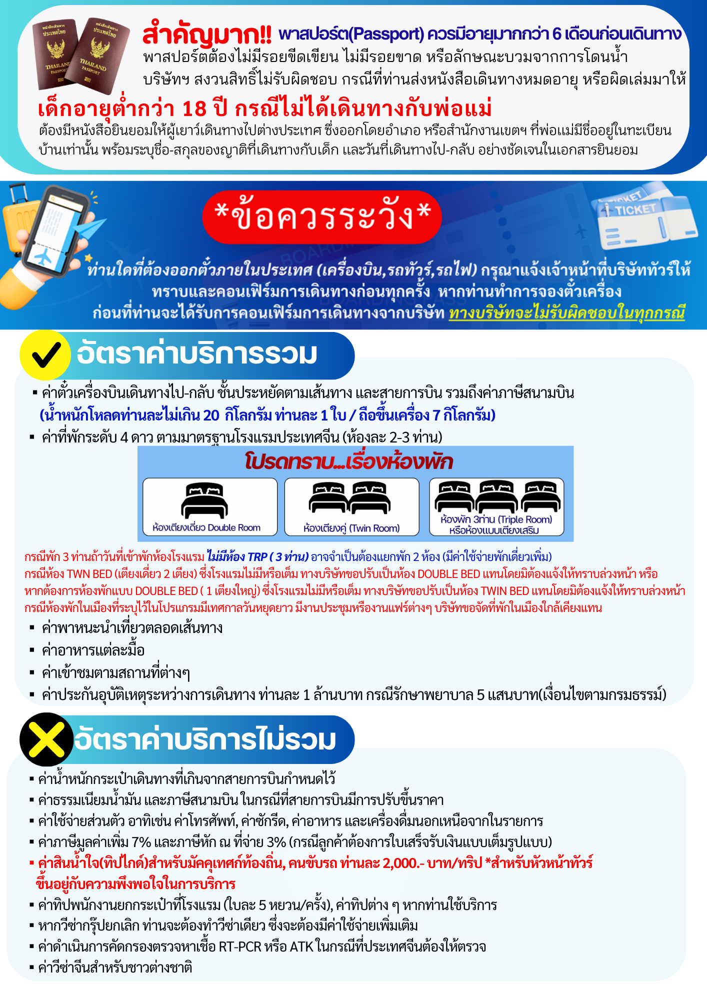 หนังสือเดินทาง
ประเทศไทย
THAILAND
PASSPORT
หนังสือเดินทาง
ประเทศไทย
THAILAND
PASSPORT
สำคัญมาก!! พาสปอร์ต(Passport) ควรมีอายุมากกว่า 6 เดือนก่อนเดินทาง
พาสปอร์ตต้องไม่มีรอยขีดเขียน ไม่มีรอยขาด หรือลักษณะบวมจากการโดนน้ำ
บริษัทฯ สงวนสิทธิ์ไม่รับผิดชอบ กรณีที่ท่านส่งหนังสือเดินทางหมดอายุ หรือผิดเล่มมาให้
เด็กอายุต่ำกว่า 18 ปี กรณีไม่ได้เดินทางกับพ่อแม่
ต้องมีหนังสือยินยอมให้ผู้เยาว์เดินทางไปต่างประเทศ ซึ่งออกโดยอำเภอ หรือสำนักงานเขตฯ ที่พ่อแม่มีชื่ออยู่ในทะเบียน
บ้านเท่านั้น พร้อมระบุชื่อ-สกุลของญาติที่เดินทางกับเด็ก และวันที่เดินทางไป-กลับ อย่างชัดเจนในเอกสารยินยอม
*ข้อควรระวัง*
TICKET
TICKET
BOARDING
ท่านใดที่ต้องออกตั๋วภายในประเทศ (เครื่องบิน,รถทัวร์,รถไฟ) กรุณาแจ้งเจ้าหน้าที่บริษัททัวร์ให้
ทราบและคอนเฟิร์มการเดินทางก่อนทุกครั้ง หากท่านทำการจองตั๋วเครื่อง
BOARDING PASS
ก่อนที่ท่านจะได้รับการคอนเฟิร์มการเดินทางจากบริษัท ทางบริษัทจะไม่รับผิดชอบในทุกกรณี
อัตราค่าบริการรวม
▪ ค่าตั๋วเครื่องบินเดินทางไป-กลับ ชั้นประหยัดตามเส้นทาง และสายการบิน รวมถึงค่าภาษีสนามบิน
(น้ำหนักโหลดท่านละไม่เกิน 20 กิโลกรัม ท่านละ 1 ใบ / ถือขึ้นเครื่อง 7 กิโลกรัม)
▪ ค่าที่พักระดับ 4 ดาว ตามมาตรฐานโรงแรมประเทศจีน (ห้องละ 2-3 ท่าน)
โปรดทราบ...เรื่องห้องพัก
ห้องเตียงเดี่ยว Double Room
ห้องเตียงคู่ (Twin Room)
ห้องพัก 3ท่าน (Triple Room)
หรือห้องแบบเตียงเสริม
กรณีพัก 3 ท่านถ้าวันที่เข้าพักห้องโรงแรม ไม่มีห้อง TRP ( 3 ท่าน) อาจจำเป็นต้องแยกพัก 2 ห้อง (มีค่าใช้จ่ายพักเดี่ยวเพิ่ม)
กรณีห้อง TWN BED (เตียงเดี่ยว 2 เตียง) ซึ่งโรงแรมไม่มีหรือเต็ม ทางบริษัทขอปรับเป็นห้อง DOUBLE BED แทนโดยมิต้องแจ้งให้ทราบล่วงหน้า หรือ
หากต้องการห้องพักแบบ DOUBLE BED ( 1 เตียงใหญ่) ซึ่งโรงแรมไม่มีหรือเต็ม ทางบริษัทขอปรับเป็นห้อง TWIN BED แทนโดยมิต้องแจ้งให้ทราบล่วงหน้า
กรณีห้องพักในเมืองที่ระบุไว้ในโปรแกรมมีเทศกาลวันหยุดยาว มีงานประชุมหรืองานแฟร์ต่างๆ บริษัทขอจัดที่พักในเมืองใกล้เคียงแทน
▪ ค่าพาหนะนำเที่ยวตลอดเส้นทาง
▪ ค่าอาหารแต่ละมื้อ
▪ ค่าเข้าชมตามสถานที่ต่างๆ
▪ ค่าประกันอุบัติเหตุระหว่างการเดินทาง ท่านละ 1 ล้านบาท กรณีรักษาพยาบาล 5 แสนบาท(เงื่อนไขตามกรมธรรม์)
อัตราค่าบริการไม่รวม
▪ ค่าน้ำหนักกระเป๋าเดินทางที่เกินจากสายการบินกำหนดไว้
▪ ค่าธรรมเนียมน้ำมัน และภาษีสนามบิน ในกรณีที่สายการบินมีการปรับขึ้นราคา
▪ ค่าใช้จ่ายส่วนตัว อาทิเช่น ค่าโทรศัพท์, ค่าซักรีด, ค่าอาหาร และเครื่องดื่มนอกเหนือจากในรายการ
▪ ค่าภาษีมูลค่าเพิ่ม 7% และภาษีหัก ณ ที่จ่าย 3% (กรณีลูกค้าต้องการใบเสร็จรับเงินแบบเต็มรูปแบบ)
▪ ค่าสินน้ำใจ(ทิปไกด์)สำหรับมัคคุเทศก์ท้องถิ่น, คนขับรถ ท่านละ 2,000.- บาท/ทริป *สำหรับหัวหน้าทัวร์
ขึ้นอยู่กับความพึงพอใจในการบริการ
▪ ค่าทิปพนักงานยกกระเป๋าที่โรงแรม (ใบละ 5 หยวน/ครั้ง), ค่าทิปต่าง ๆ หากท่านใช้บริการ
▪ หากวีซ่ากรุ๊ปยกเลิก ท่านจะต้องทำวีซ่าเดียว ซึ่งจะต้องมีค่าใช้จ่ายเพิ่มเติม
▪ ค่าดำเนินการคัดกรองตรวจหาเชื้อ RT-PCR หรือ ATK ในกรณีที่ประเทศจีนต้องให้ตรวจ
▪ ค่าวีซ่าจีนสำหรับชาวต่างชาติ